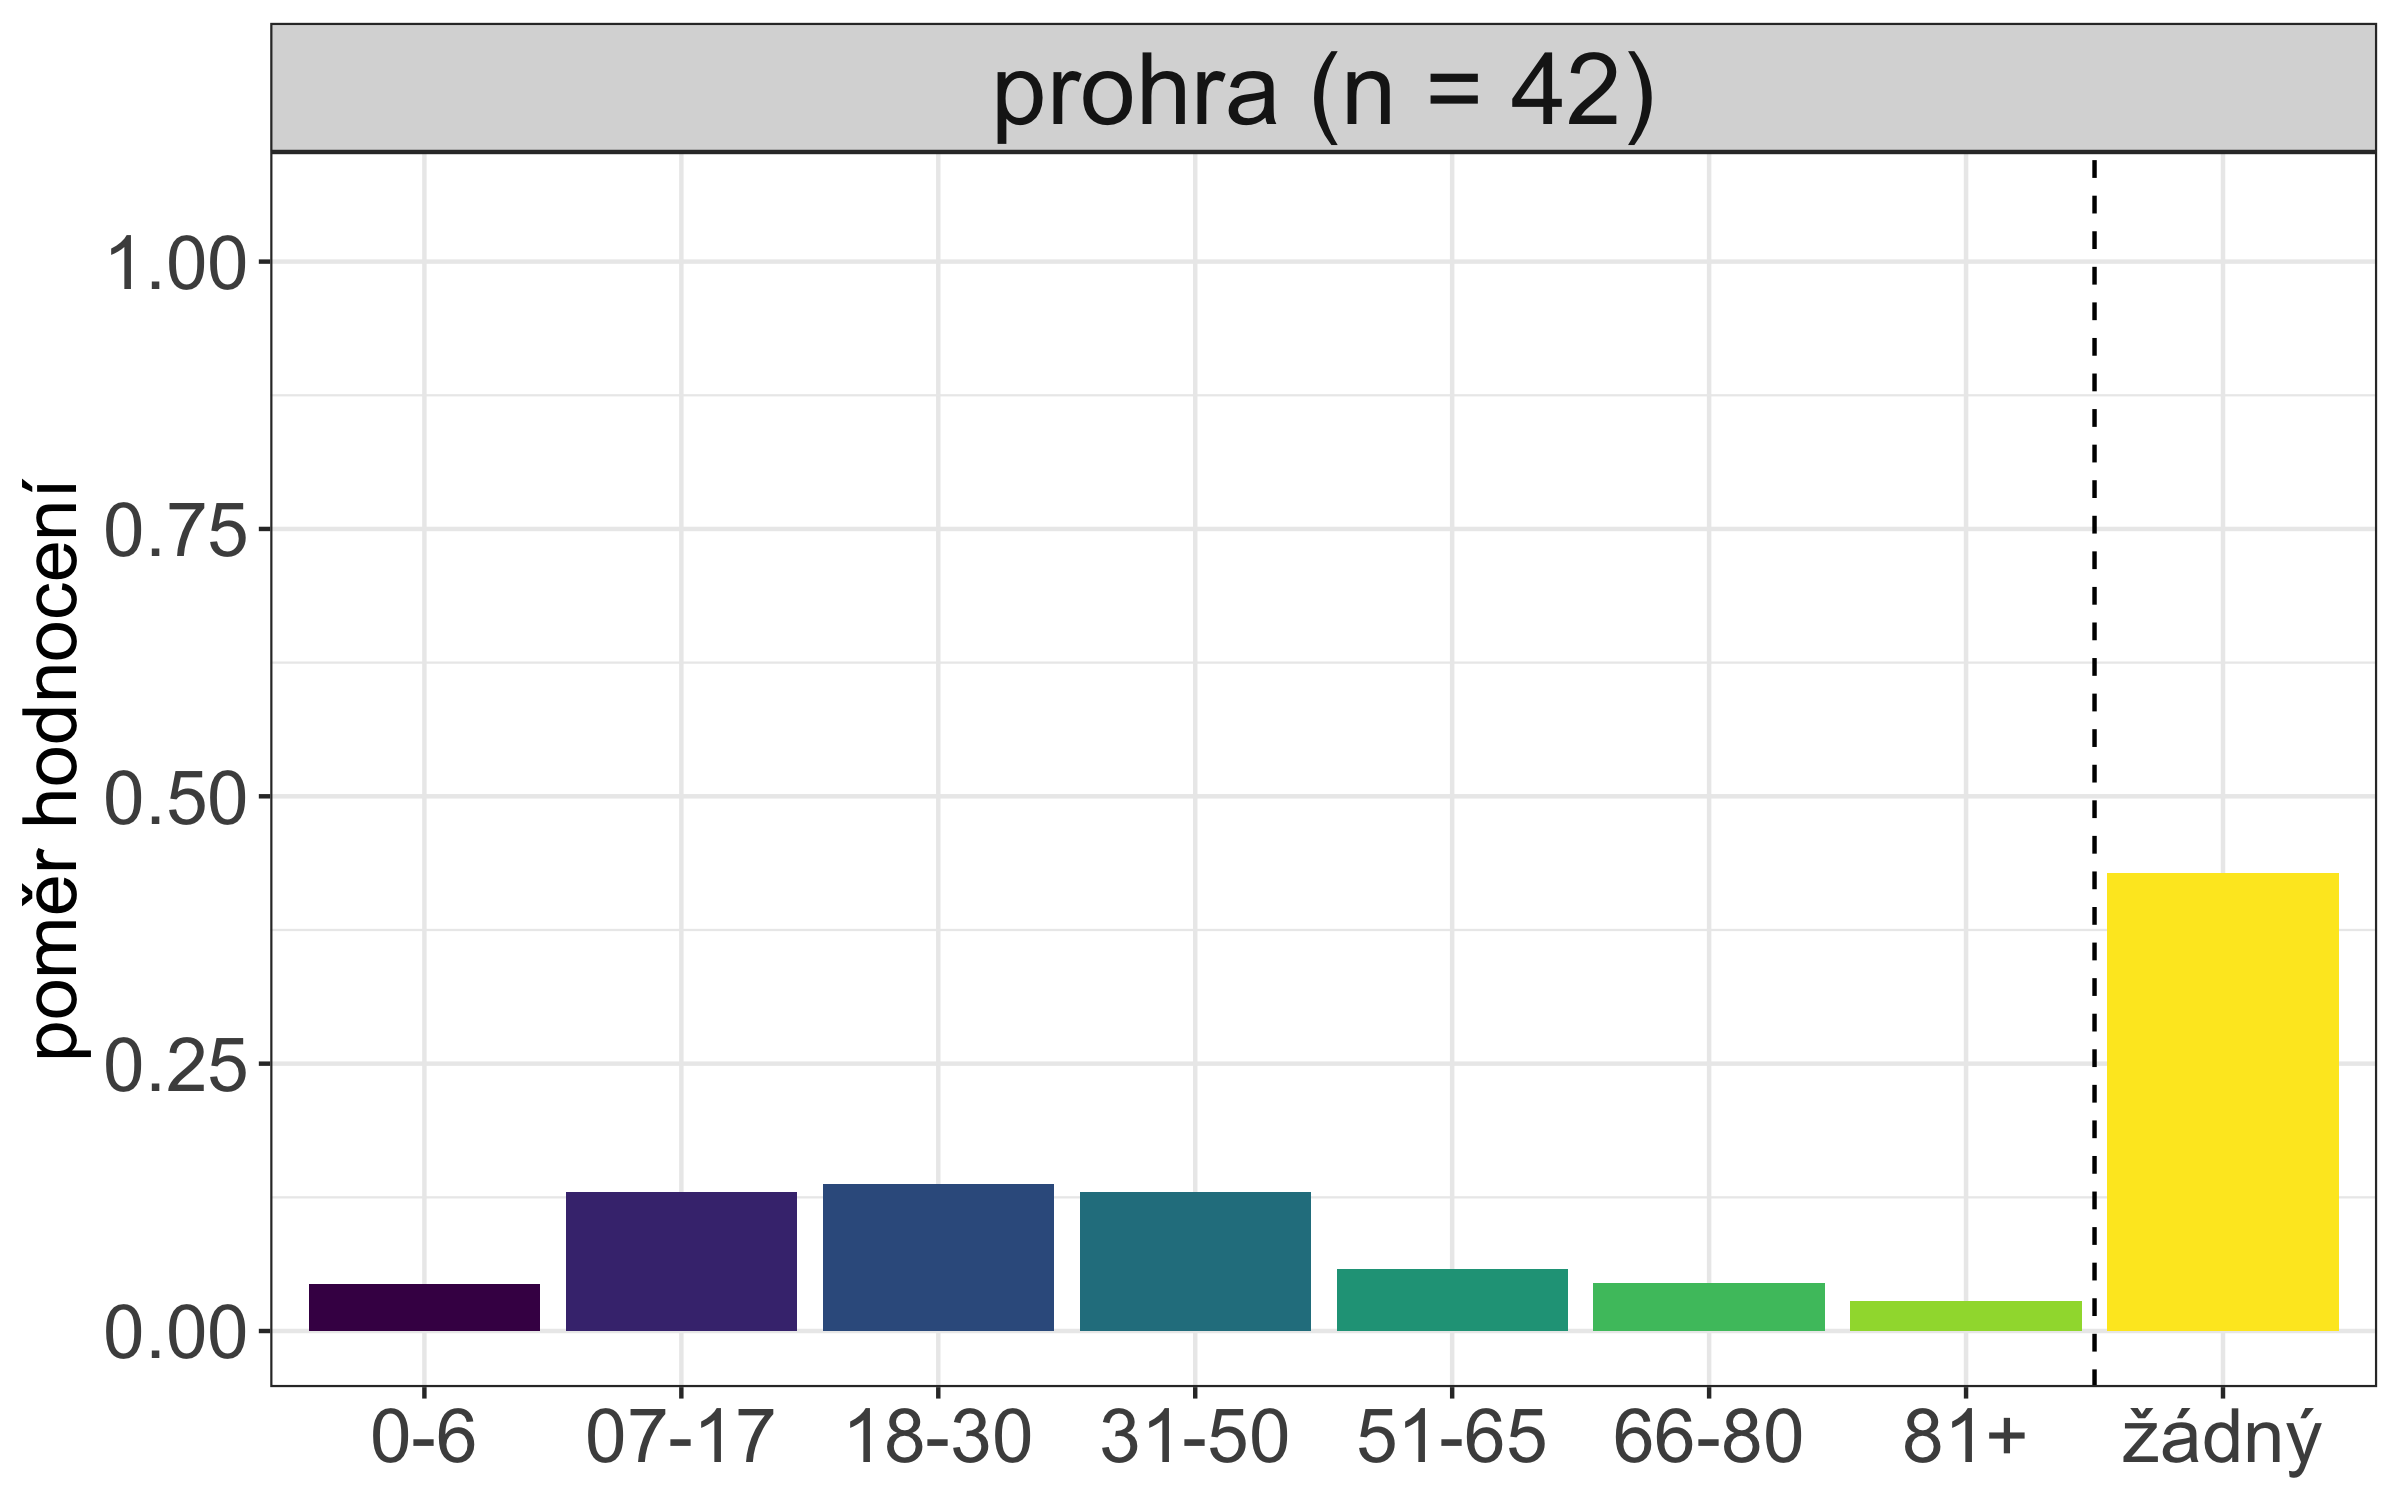 prohra (n = 42)
poměr hodnocení
1.00
0.75
0.50
0.25
0.00
0-6 07-17 18-30 31-50 51-65 66-80 81+ žádný